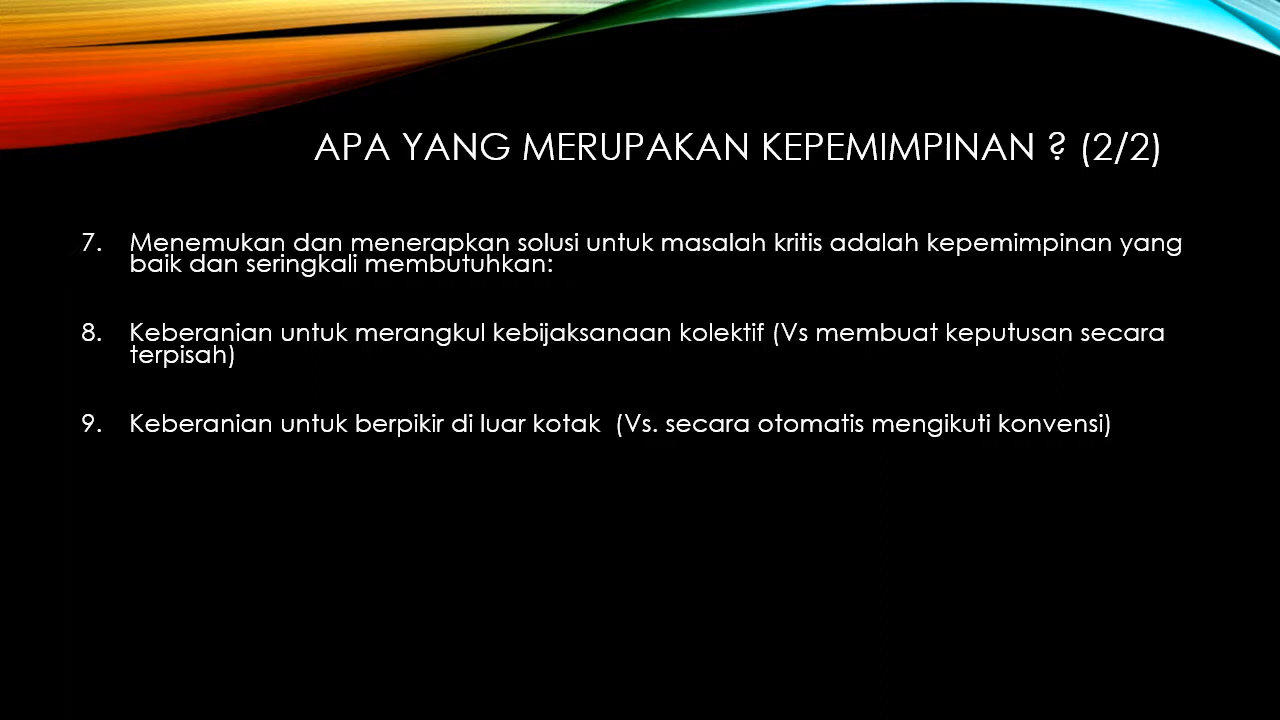 APA YANG MERUPAKAN KEPEMIMPINAN ? (2/2)
7. Menemukan dan menerapkan solusi untuk masalah kritis adalah kepemimpinan yang
baik dan seringkali membutuhkan:
8. Keberanian untuk merangkul kebijaksanaan kolektif (Vs membuat keputusan secara
terpisah)
9. Keberanian untuk berpikir di luar kotak (Vs. secara otomatis mengikuti konvensi)